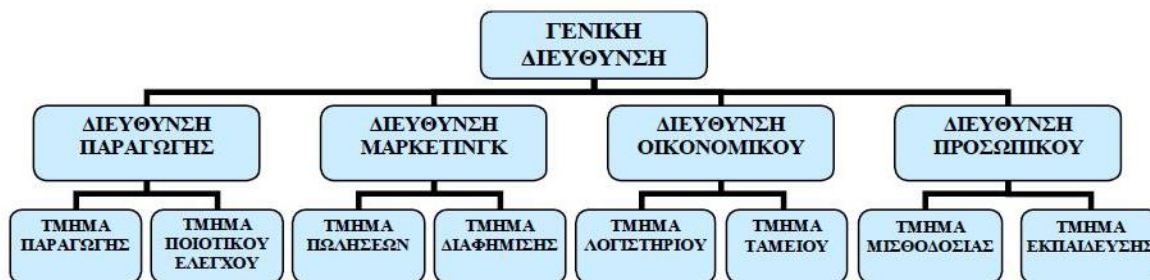 ΓΕΝΙΚΗ
ΔΙΕΥΘΥΝΣΗ
ΔΙΕΥΘΥΝΣΗ
ΠΑΡΑΓΩΓΗΣ
ΔΙΕΥΘΥΝΣΗ
ΜΑΡΚΕΤΙΝΓΚ
ΔΙΕΥΘΥΝΣΗ
ΟΙΚΟΝΟΜΙΚΟΥ
ΔΙΕΥΘΥΝΣΗ
ΠΡΟΣΩΠΙΚΟΥ
ΤΜΗΜΑ
ΠΑΡΑΓΩΓΗΣ
ΤΜΗΜΑ
ΠΟΙΟΤΙΚΟΥ
ΕΛΕΓΧΟΥ
ΤΜΗΜΑ
ΠΩΛΗΣΕΩΝ
ΤΜΗΜΑ
ΔΙΑΦΗΜΙΣΗΣ
ΤΜΗΜΑ
ΛΟΓΙΣΤΗΡΙΟΥ
ΤΜΗΜΑ
ΤΑΜΕΙΟΥ
ΤΜΗΜΑ
ΜΙΣΘΟΔΟΣΙΑΣ
ΤΜΗΜΑ
ΕΚΠΑΙΔΕΥΣΗΣ